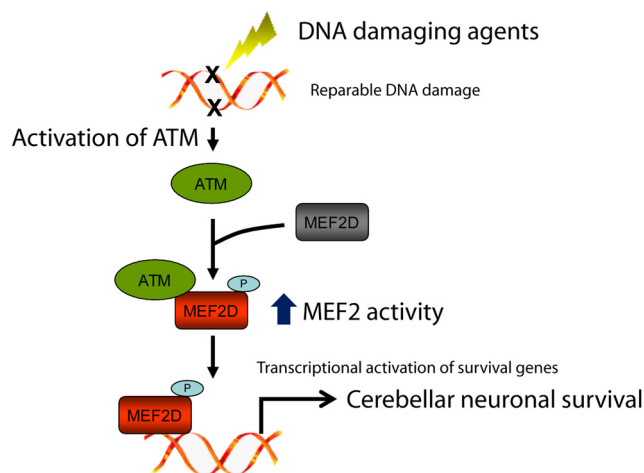 DNA damaging agents
X
Reparable DNA damage
X
Activation of ATM
ATM
MEF2D
ATM
P
MEF2D
MEF2 activity
Transcriptional activation of survival genes
P
Cerebellar neuronal survival
MEF2D